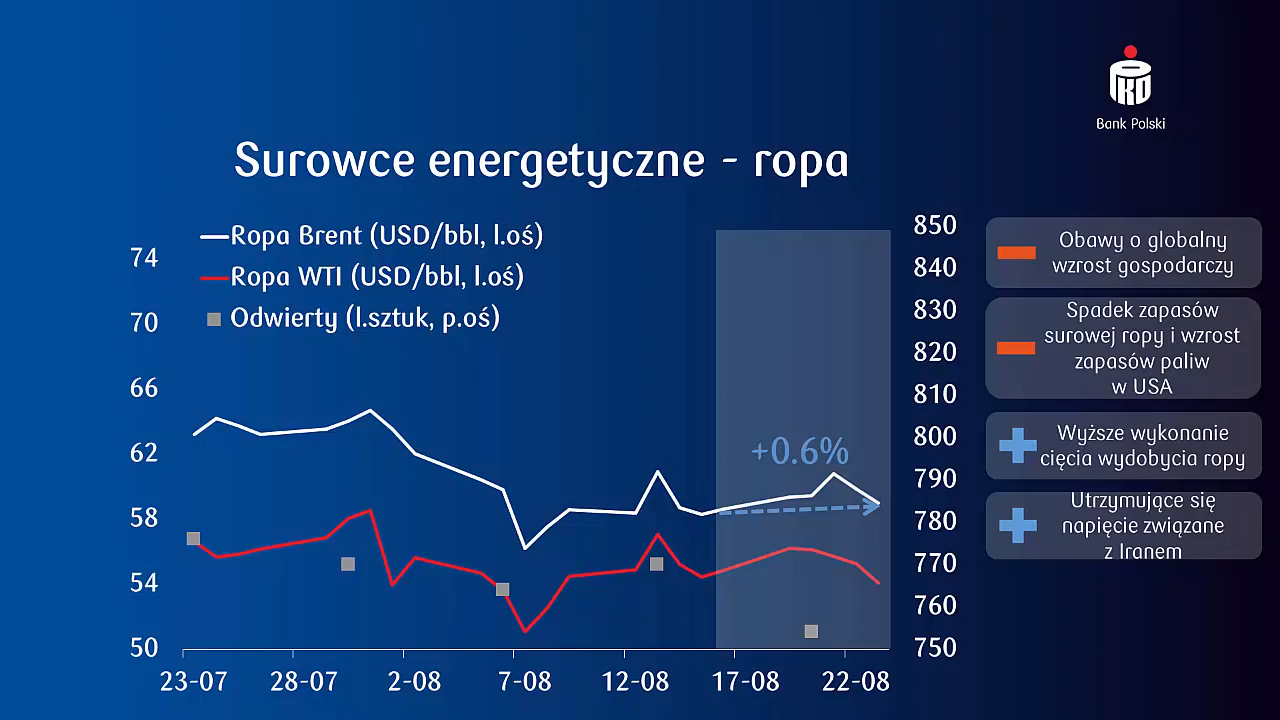 PKO
Bank Polski
Surowce energetyczne - ropa
Ropa Brent (USD/bbl, l.oś)
Ropa WTI (USD/bbl, l.oś)
Odwierty (l.sztuk, p.oś)
74
70
66
62
58
54
50
+0.6%
850
840
830
820
810
800
790
780
770
760
750
23-07 28-07 2-08 7-08 12-08 17-08 22-08
Obawy o globalny
wzrost gospodarczy
Spadek zapasów
surowej ropy i wzrost
zapasów paliw
w USA
Wyższe wykonanie
cięcia wydobycia ropy
Utrzymujące się
napięcie związane
z Iranem